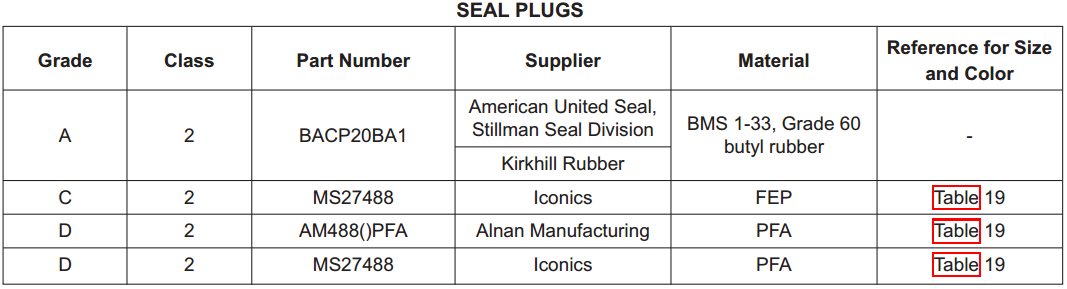 SEAL PLUGS
Grade Class Part Number Supplier Material Reference for Size
and Color
A 2 BACP20BA1 American United Seal,
Stillman Seal Division
Kirkhill Rubber
BMS 1-33, Grade 60
butyl rubber
-
C 2 MS27488 Iconics FEP Table 19
D 2 AM488()PFA Alnan Manufacturing PFA Table 19
D 2 MS27488 Iconics PFA Table 19